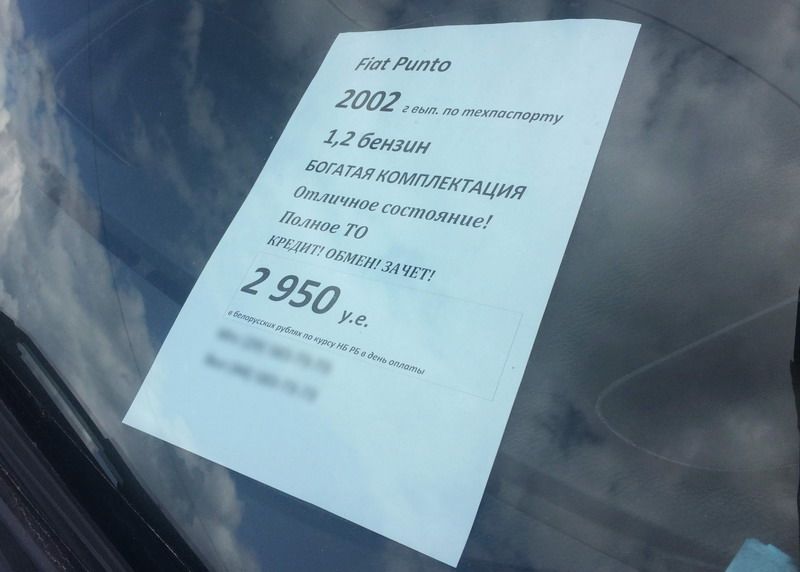 Fiat Punto
2002 г вып. по техпаспорту
1,2 бензин
БОГАТАЯ КОМПЛЕКТАЦИЯ
Отличное состояние!
Полное ТО
КРЕДИТ! ОБМЕН! ЗАЧЕТ!
2 950 у.е.
в белорусских рублях по курсу НБ РБ в день оплаты